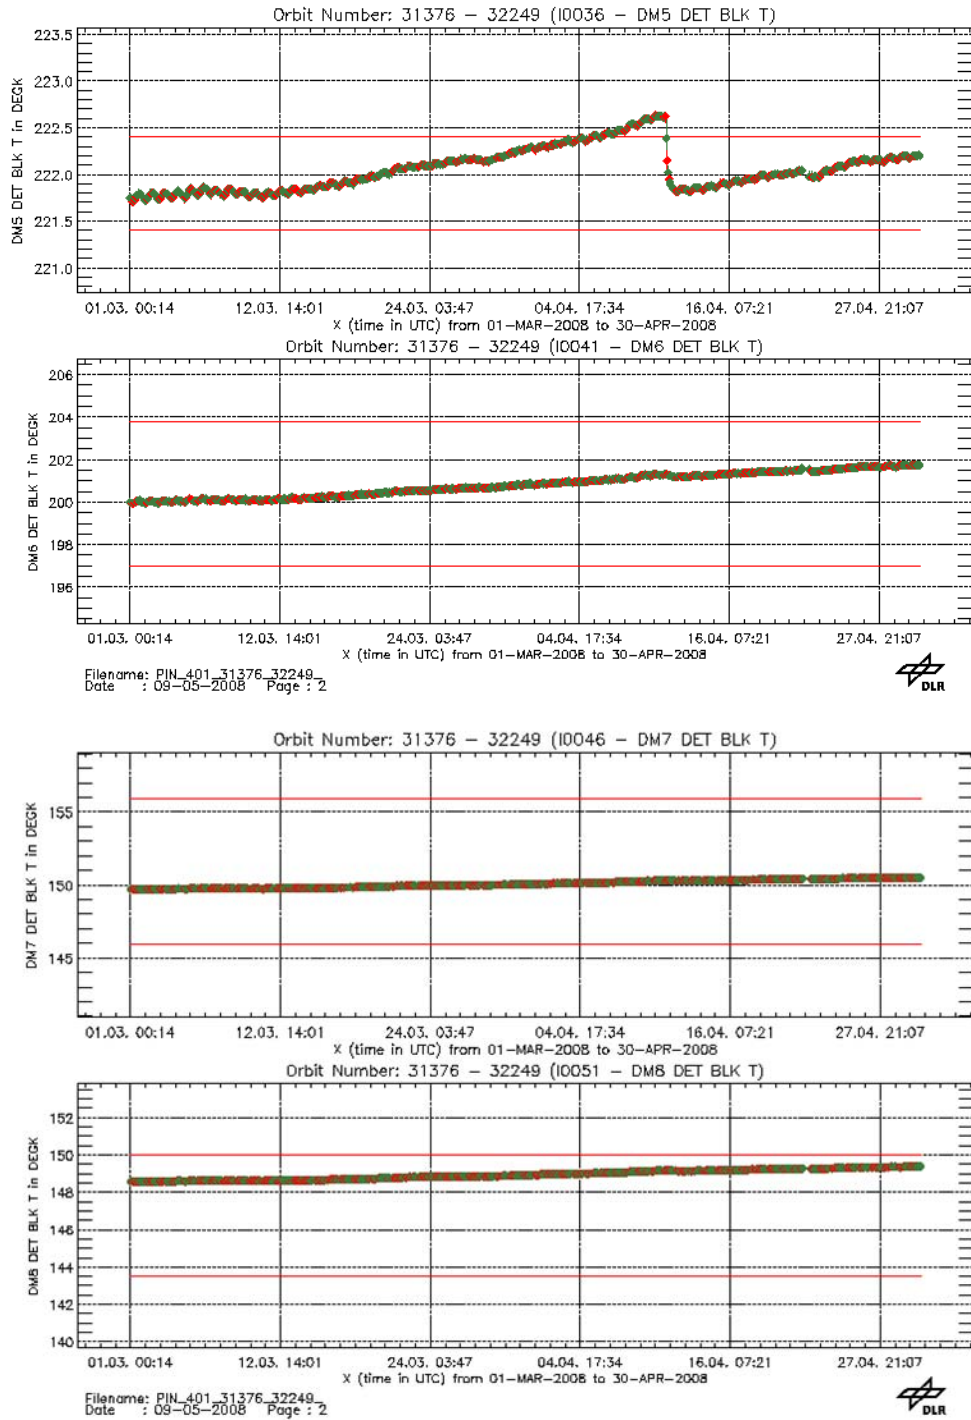 Orbit Number: 31376 – 32249 (I0036 – DM5 DET BLK T)
DM5 DET BLK T in DEGK
223.5
223.0
222.5
222.0
221.5
221.0
01.03. 00:14 12.03. 14:01 24.03. 03:47 04.04. 17:34 16.04. 07:21 27.04. 21:07
X (time in UTC) from 01–MAR–2008 to 30–APR–2008
Orbit Number: 31376 – 32249 (I0041 – DM6 DET BLK T)
DM6 DET BLK T in DEGK
206
204
202
200
198
196
01.03. 00:14 12.03. 14:01 24.03. 03:47 04.04. 17:34 16.04. 07:21 27.04. 21:07
X (time in UTC) from 01–MAR–2008 to 30–APR–2008
Filename: PIN_401_31376_32249_
Date : 09–05–2008 Page : 2
DLR
Orbit Number: 31376 – 32249 (I0046 – DM7 DET BLK T)
DM7 DET BLK T in DEGK
155
150
145
01.03. 00:14 12.03. 14:01 24.03. 03:47 04.04. 17:34 16.04. 07:21 27.04. 21:07
X (time in UTC) from 01–MAR–2008 to 30–APR–2008
Orbit Number: 31376 – 32249 (I0051 – DM8 DET BLK T)
DM8 DET BLK T in DEGK
152
150
148
146
144
142
140
01.03. 00:14 12.03. 14:01 24.03. 03:47 04.04. 17:34 16.04. 07:21 27.04. 21:07
X (time in UTC) from 01–MAR–2008 to 30–APR–2008
Filename: PIN_401_31376_32249_
Date : 09–05–2008 Page : 2
DLR